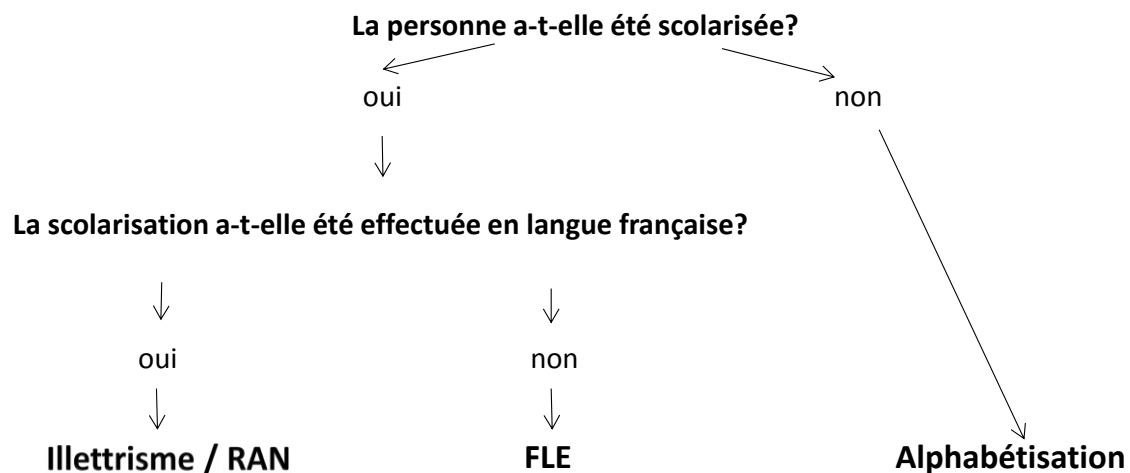 La personne a-t-elle été scolarisée?
oui
non
La scolarisation a-t-elle été effectuée en langue française?
oui
non
Illettrisme / RAN
FLE
Alphabétisation